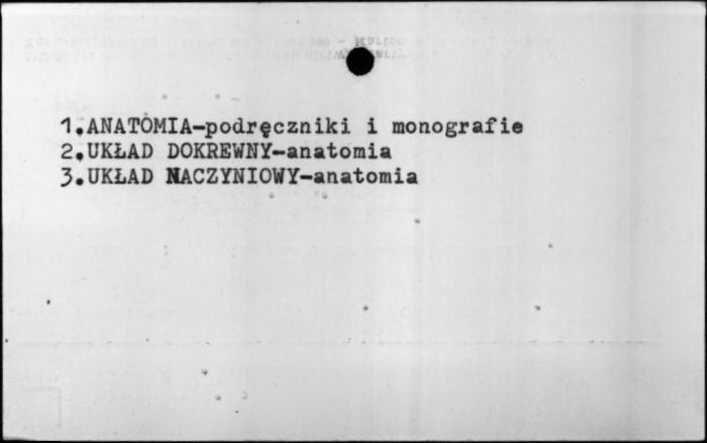 1.ANATOMIA-podręczniki i monografie
2.UKŁAD DOKREWNY-anatomia
3.UKŁAD NACZYNIOWY-anatomia